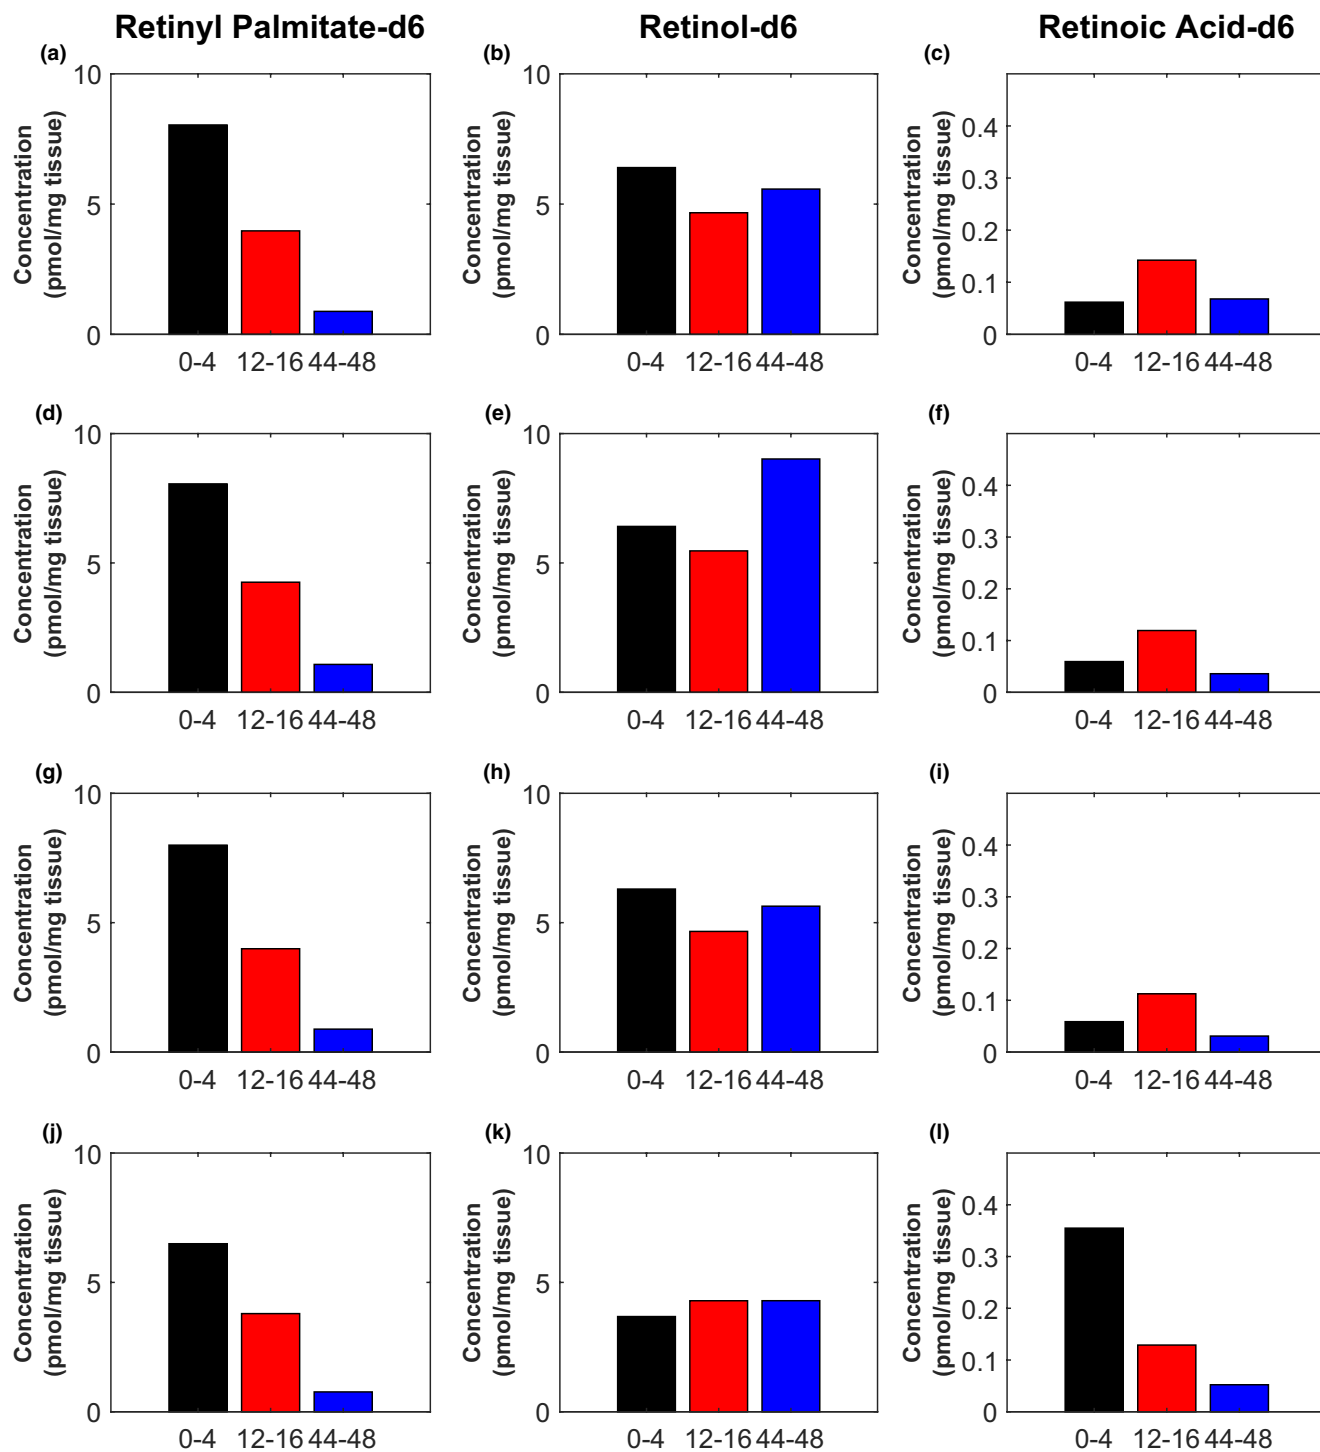 Retinyl Palmitate-d6
Retinol-d6
Retinoic Acid-d6
(a)
10
5
0
Concentration
(pmol/mg tissue)
0-4 12-16 44-48
(b)
10
5
0
Concentration
(pmol/mg tissue)
0-4 12-16 44-48
(c)
0.4
0.3
0.2
0.1
0
Concentration
(pmol/mg tissue)
0-4 12-16 44-48
(d)
10
5
0
Concentration
(pmol/mg tissue)
0-4 12-16 44-48
(e)
10
5
0
Concentration
(pmol/mg tissue)
0-4 12-16 44-48
(f)
0.4
0.3
0.2
0.1
0
Concentration
(pmol/mg tissue)
0-4 12-16 44-48
(g)
10
5
0
Concentration
(pmol/mg tissue)
0-4 12-16 44-48
(h)
10
5
0
Concentration
(pmol/mg tissue)
0-4 12-16 44-48
(i)
0.4
0.3
0.2
0.1
0
Concentration
(pmol/mg tissue)
0-4 12-16 44-48
(j)
10
5
0
Concentration
(pmol/mg tissue)
0-4 12-16 44-48
(k)
10
5
0
Concentration
(pmol/mg tissue)
0-4 12-16 44-48
(l)
0.4
0.3
0.2
0.1
0
Concentration
(pmol/mg tissue)
0-4 12-16 44-48